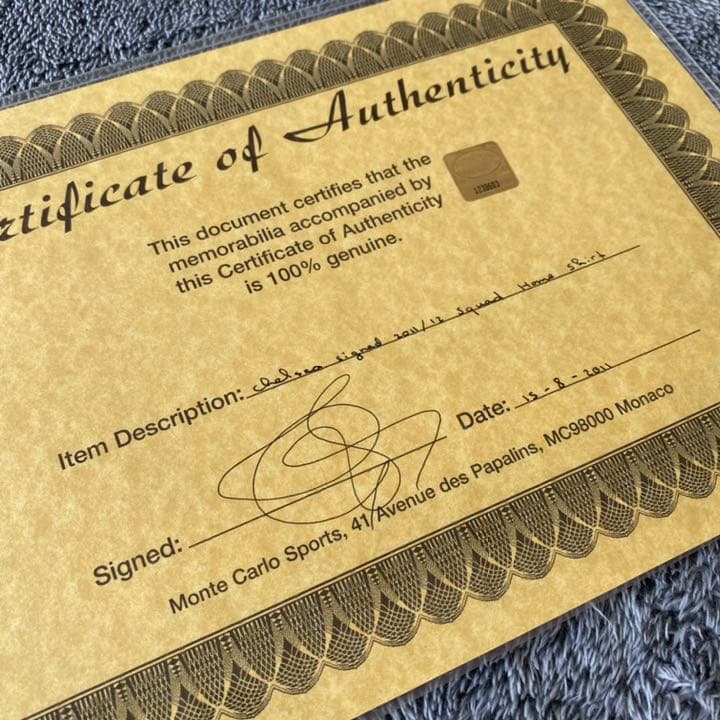 rtificate of Authenticity
This document certifies that the
memorabilia accompanied by
this Certificate of Authenticity
is 100% genuine.
Item Description: Chelsea signed 2011/12 squad Home shirt
Date: 15-8-2011
Signed:
Monte Carlo Sports, 41 Avenue des Papalins, MC98000 Monaco